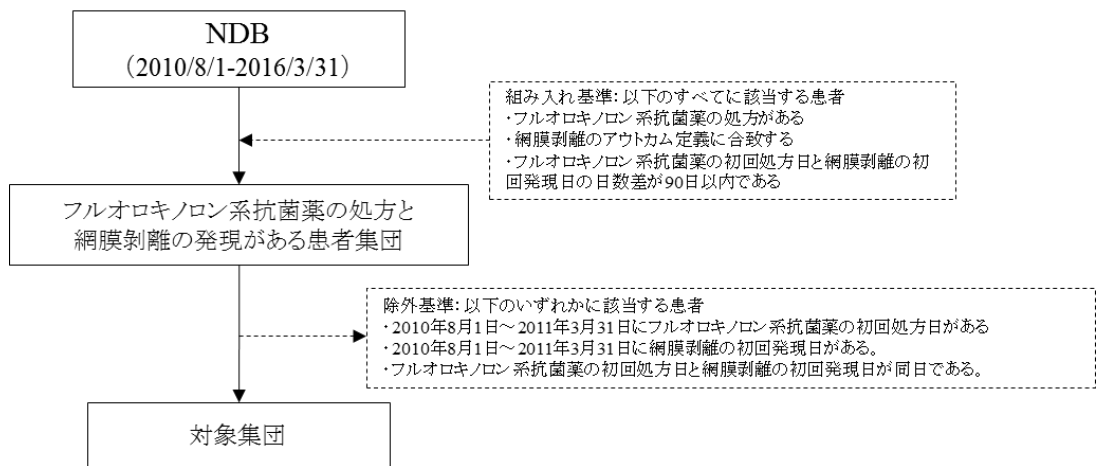 NDB
（2010/8/1-2016/3/31）
組み入れ基準：以下のすべてに該当する患者
・フルオロキノロン系抗菌薬の処方がある
・網膜剥離のアウトカム定義に合致する
・フルオロキノロン系抗菌薬の初回処方日と網膜剥離の初
回発現日の日数差が90日以内である
フルオロキノロン系抗菌薬の処方と
網膜剥離の発現がある患者集団
除外基準：以下のいずれかに該当する患者
・2010年8月1日～2011年3月31日にフルオロキノロン系抗菌薬の初回処方日がある
・2010年8月1日～2011年3月31日に網膜剥離の初回発現日がある。
・フルオロキノロン系抗菌薬の初回処方日と網膜剥離の初回発現日が同日である。
対象集団